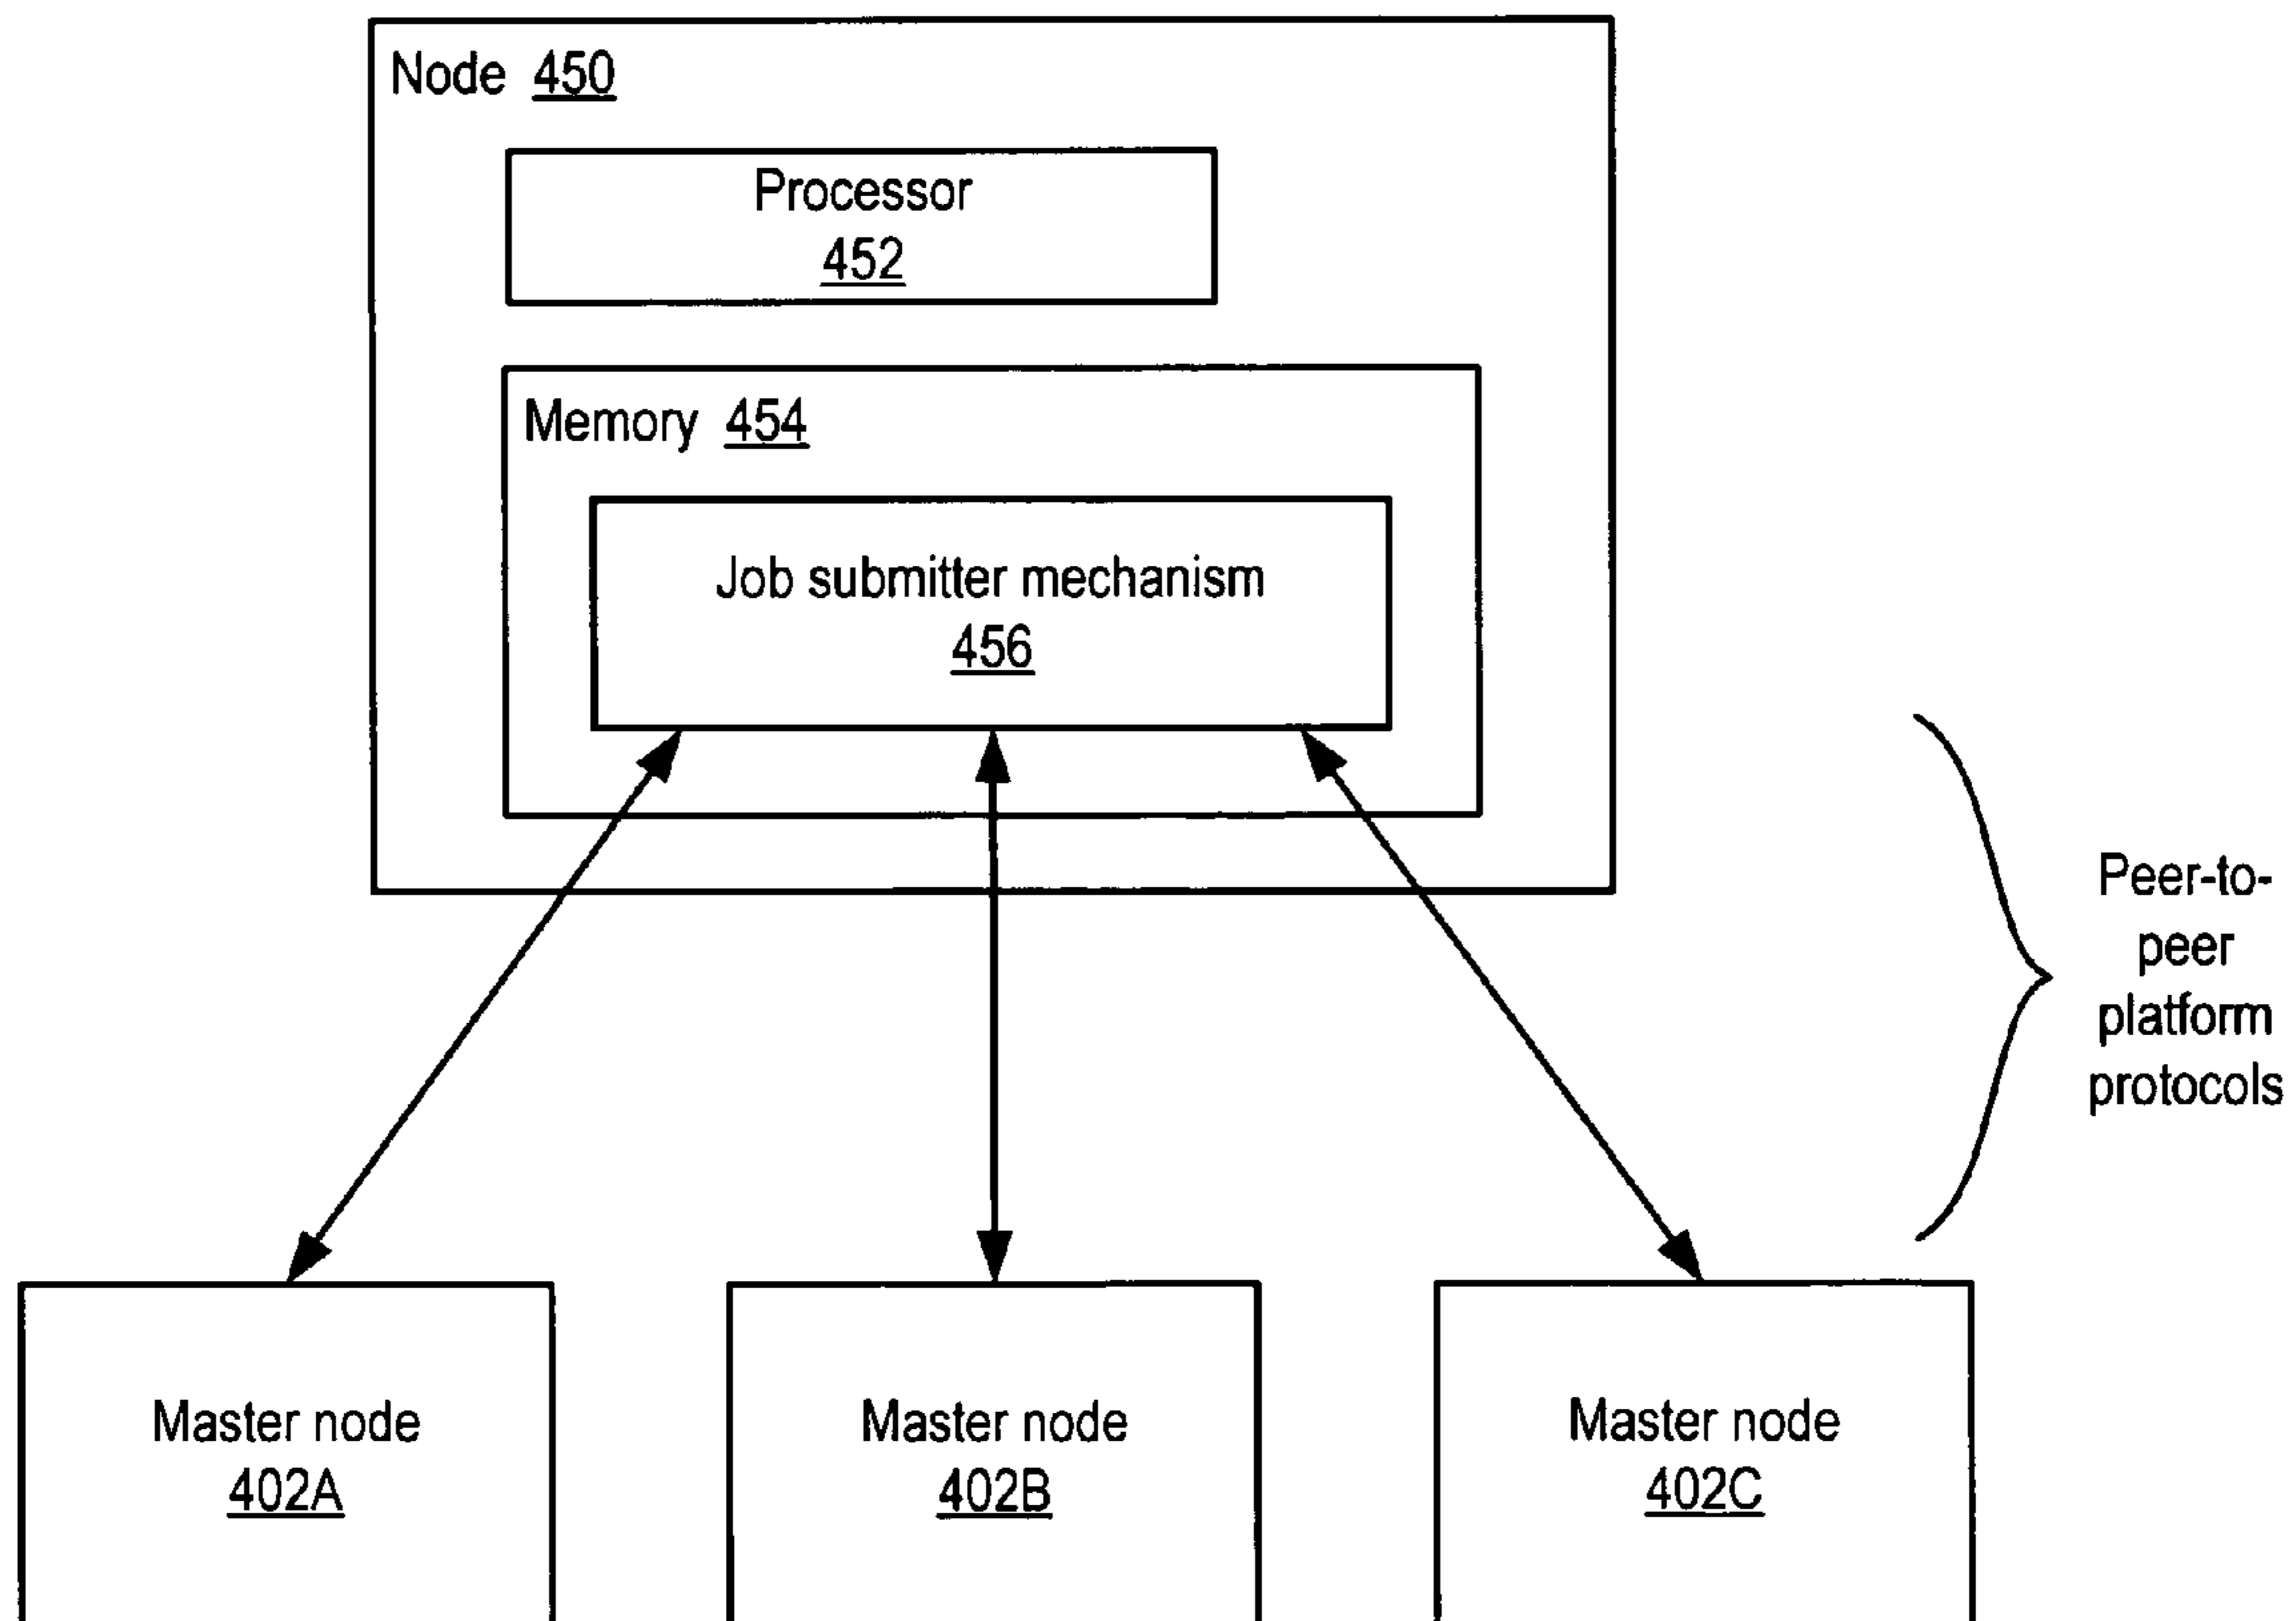 Node 450
Processor
452
Memory 454
Job submitter mechanism
456
Peer-to-
peer
platform
protocols
Master node
402A
Master node
402B
Master node
402C